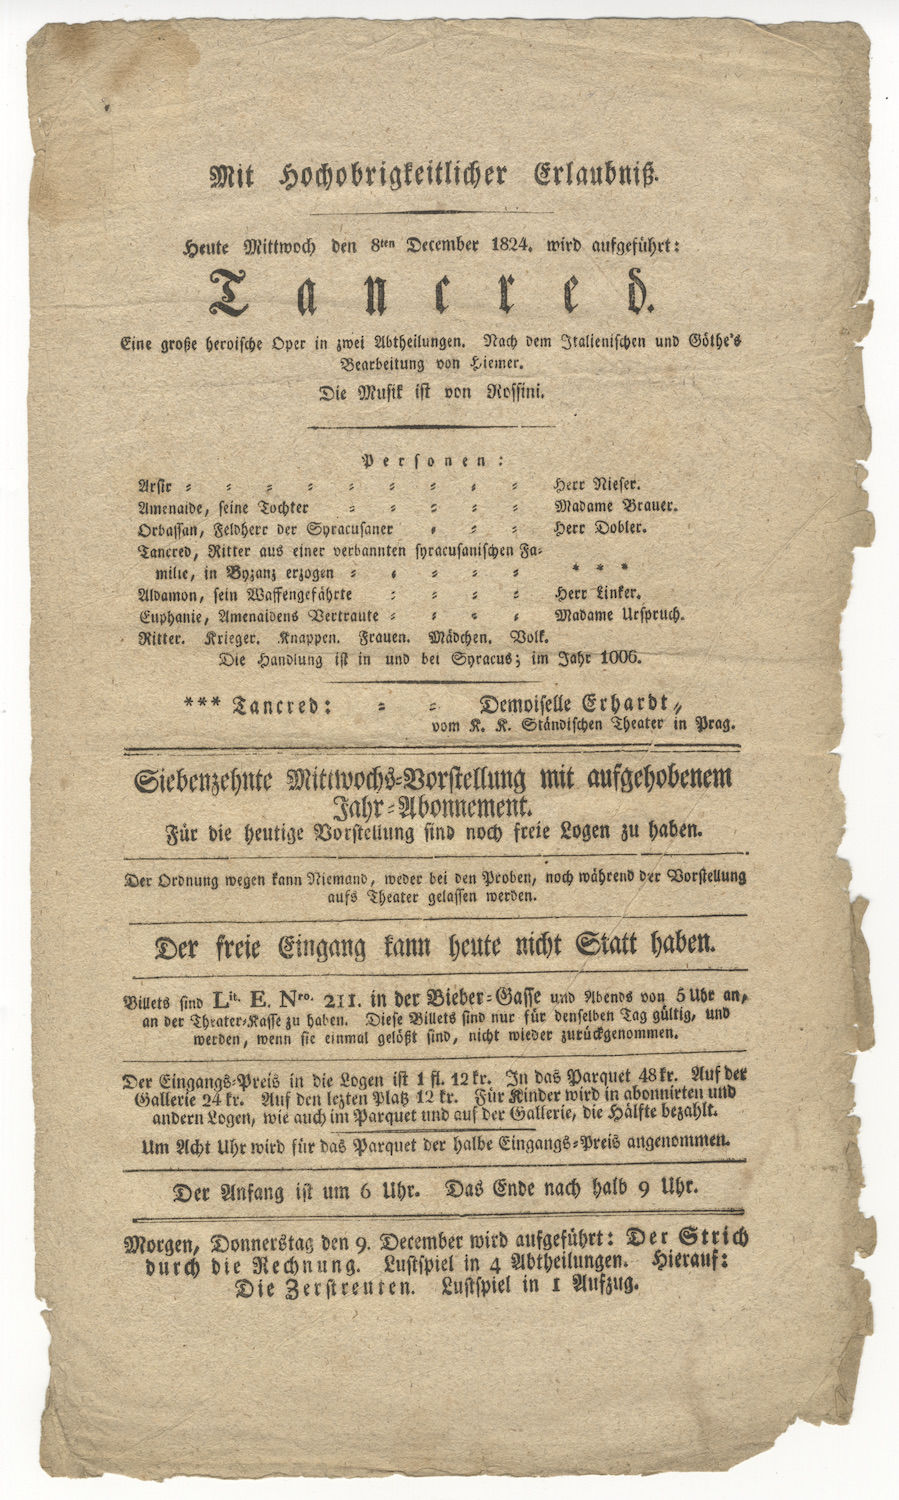 Mit Hochobrigkeitlicher Erlaubniß.
Heute Mittwoch den 8ten December 1824. wird aufgeführt:
Tancred.
Eine große heroische Oper in zwei Abtheilungen. Nach dem Italienischen und Göthe's
Bearbeitung von Hiemer.
Die Musik ist von Rossini.
Personen:
Arsir = = = = = = = = = Herr Nieser.
Amenaide, seine Tochter = = = = = Madame Brauer.
Orbassan, Feldherr der Syracusaner = = = Herr Dobler.
Tancred, Ritter aus einer verbannten syracusanischen Fa=
milie, in Byzanz erzogen = = = = = * * *
Aldamon, sein Waffengefährte = = = = Herr Linker.
Euphanie, Amenaidens Vertraute = = = = Madame Urspruch.
Ritter. Krieger. Knappen. Frauen. Mädchen. Volk.
Die Handlung ist in und bei Syracus; im Jahr 1006.
*** Tancred: = = Demoiselle Erhardt,
vom K. K. Ständischen Theater in Prag.
Siebenzehnte Mittwochs=Vorstellung mit aufgehobenem
Jahr=Abonnement.
Für die heutige Vorstellung sind noch freie Logen zu haben.
Der Ordnung wegen kann Niemand, weder bei den Proben, noch während der Vorstellung
aufs Theater gelassen werden.
Der freie Eingang kann heute nicht Statt haben.
Billets sind Lit. E. Nro. 211. in der Bieber=Gasse und Abends von 5 Uhr an,
an der Theater=Kasse zu haben. Diese Billets sind nur für denselben Tag gültig, und
werden, wenn sie einmal gelößt sind, nicht wieder zurückgenommen.
Der Eingangs=Preis in die Logen ist 1 fl. 12 kr. In das Parquet 48 kr. Auf der
Gallerie 24 kr. Auf den lezten Platz 12 kr. Für Kinder wird in abonnirten und
andern Logen, wie auch im Parquet und auf der Gallerie, die Hälfte bezahlt.
Um Acht Uhr wird für das Parquet der halbe Eingangs=Preis angenommen.
Der Anfang ist um 6 Uhr. Das Ende nach halb 9 Uhr.
Morgen, Donnerstag den 9. December wird aufgeführt: Der Strich
durch die Rechnung. Lustspiel in 4 Abtheilungen. Hierauf:
Die Zerstreuten. Lustspiel in 1 Aufzug.